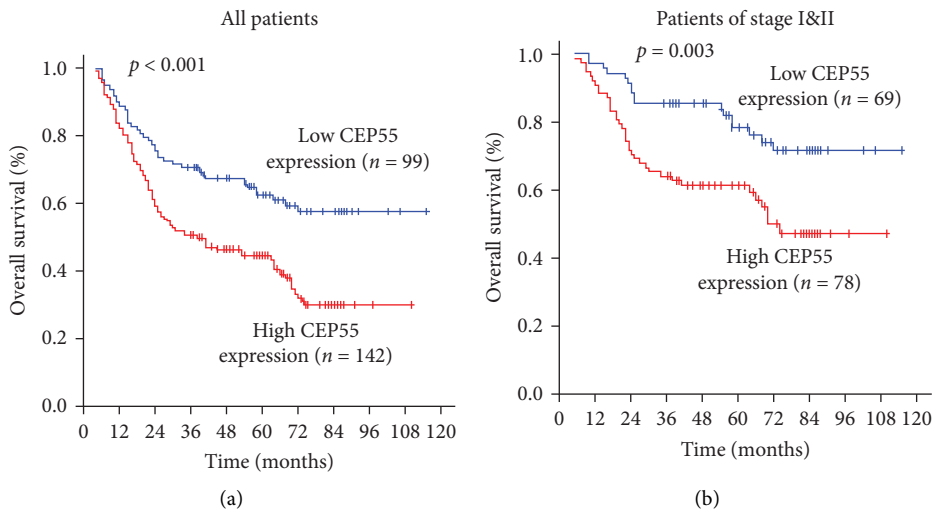 All patients
p < 0.001
Low CEP55
expression (n = 99)
High CEP55
expression (n = 142)
Overall survival (%)
1.0
0.8
0.6
0.4
0.2
0.0
0 12 24 36 48 60 72 84 96 108 120
Time (months)
(a)
Patients of stage I&II
p = 0.003
Low CEP55
expression (n = 69)
High CEP55
expression (n = 78)
Overall survival (%)
1.0
0.8
0.6
0.4
0.2
0.0
0 12 24 36 48 60 72 84 96 108 120
Time (months)
(b)